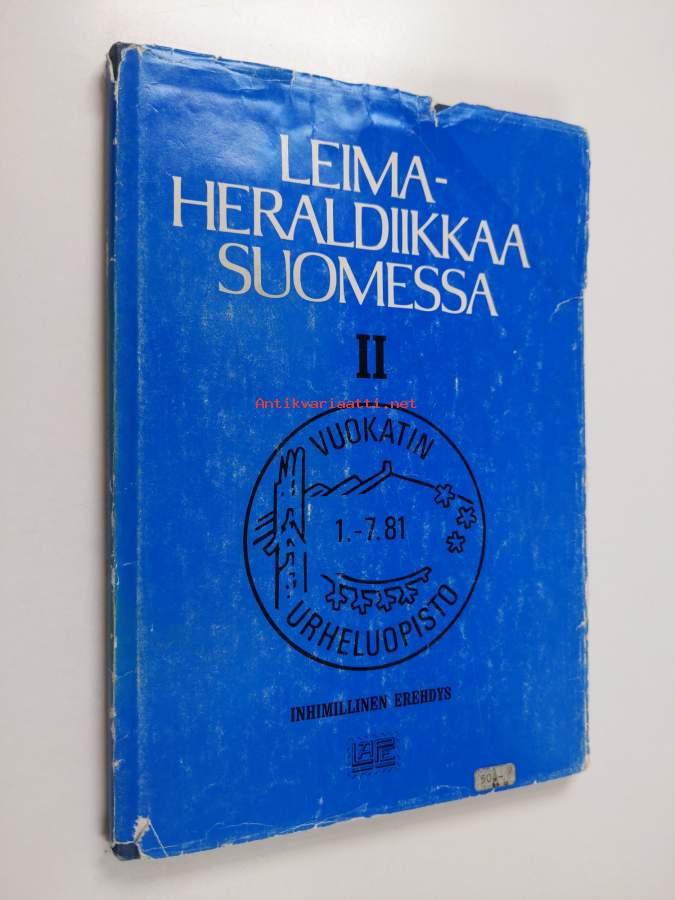 LEIMA-
HERALDIIKKAA
SUOMESSA
II
Antikvariaatti.net
VUOKATIN
1.-7.81
URHELUOPISTO
INHIMILLINEN EREHDYS